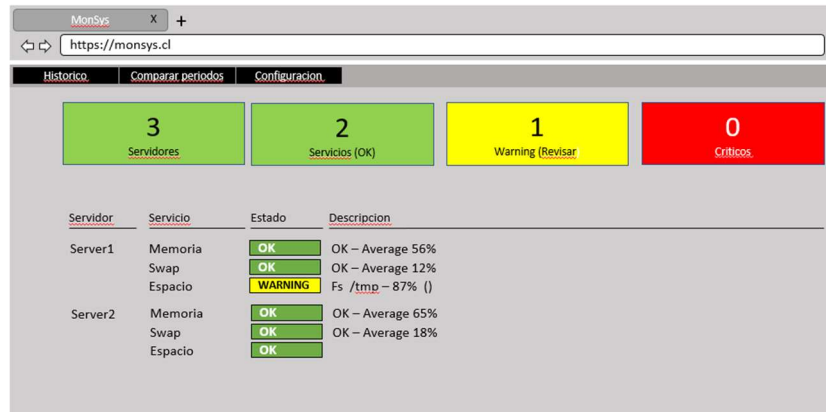 MonSys X +
https://monsys.cl
Historico Comparar periodos Configuracion
3 2 1 0
Servidores Servicios (OK) Warning (Revisar) Criticos
Servidor Servicio Estado Descripcion
Server1 Memoria OK OK – Average 56%
Swap OK OK – Average 12%
Espacio WARNING Fs /tmp – 87% ()
Server2 Memoria OK OK – Average 65%
Swap OK OK – Average 18%
Espacio OK